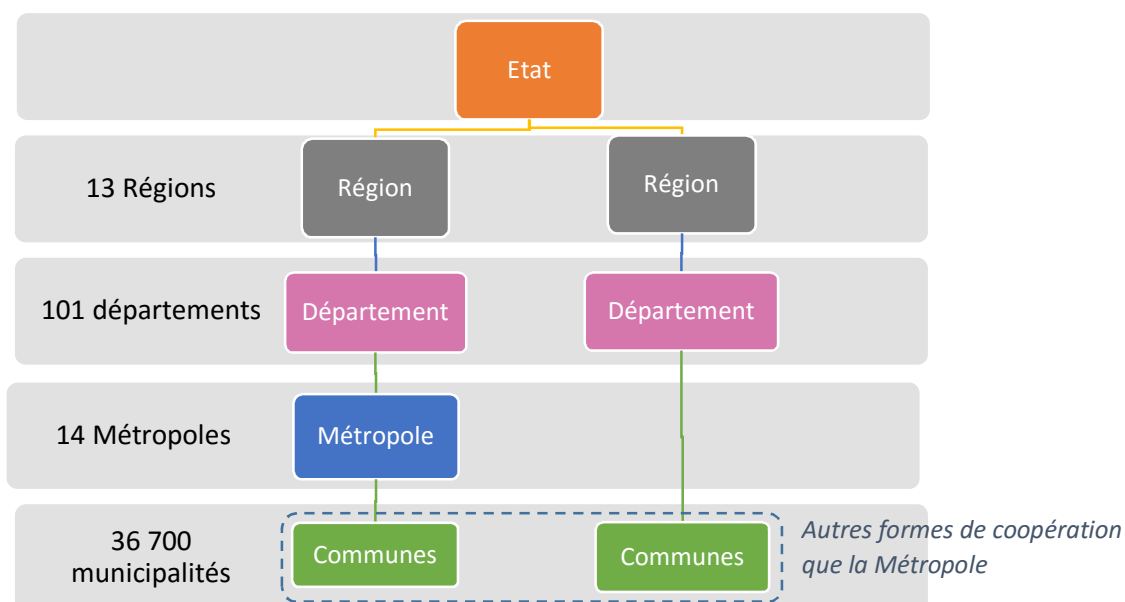 Etat
13 Régions
Région
Région
101 départements
Département
Département
14 Métropoles
Métropole
36 700
municipalités
Communes
Communes
Autres formes de coopération
que la Métropole